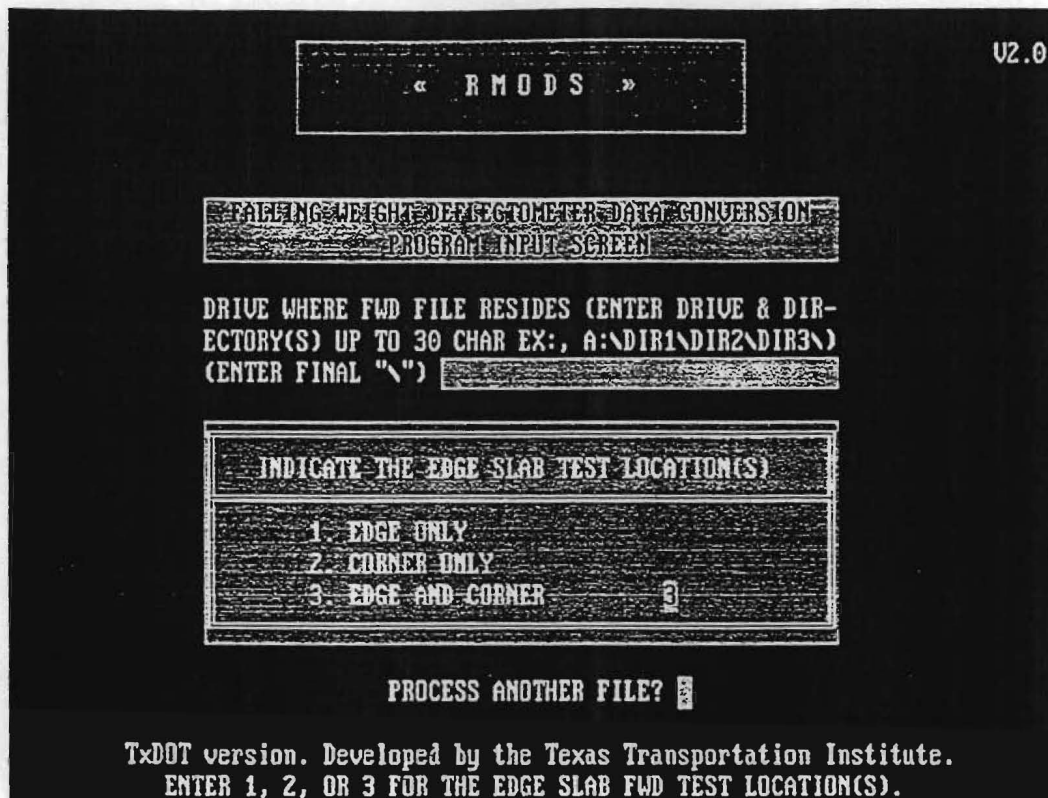 V2.0
« R M O D S »
FALLING WEIGHT DEFLECTOMETER DATA CONVERSION
PROGRAM INPUT SCREEN
DRIVE WHERE FWD FILE RESIDES (ENTER DRIVE & DIR-
ECTORY(S) UP TO 30 CHAR EX:, A:\DIR1\DIR2\DIR3\)
(ENTER FINAL "\")
INDICATE THE EDGE SLAB TEST LOCATION(S)
1. EDGE ONLY
2. CORNER ONLY
3. EDGE AND CORNER 3
PROCESS ANOTHER FILE?
TxDOT version. Developed by the Texas Transportation Institute.
ENTER 1, 2, OR 3 FOR THE EDGE SLAB FWD TEST LOCATION(S).